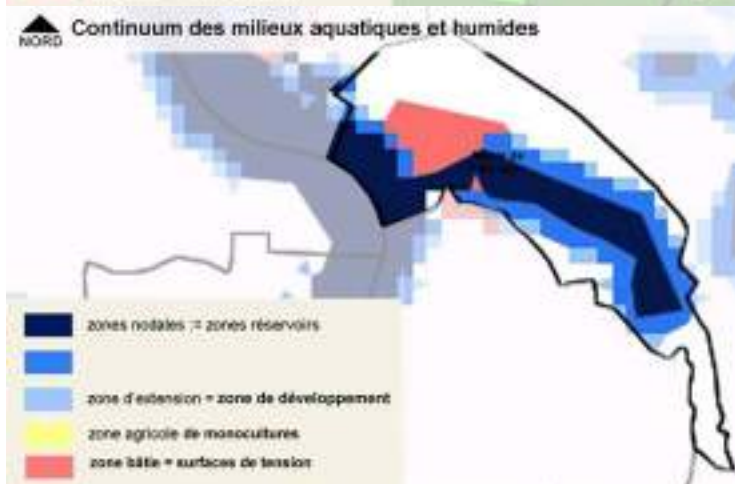 NORD
Continuum des milieux aquatiques et humides
zones nodales := zones réservoirs
zone d'extension = zone de développement
zone agricole de monocultures
zone bâtie = surfaces de tension